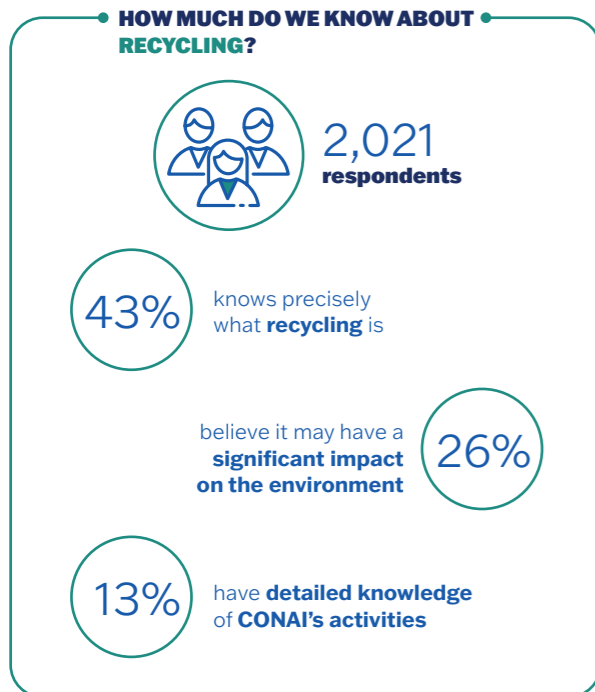 HOW MUCH DO WE KNOW ABOUT
RECYCLING?
2,021
respondents
43%
knows precisely
what recycling is
believe it may have a
significant impact
on the environment
26%
13%
have detailed knowledge
of CONAI's activities